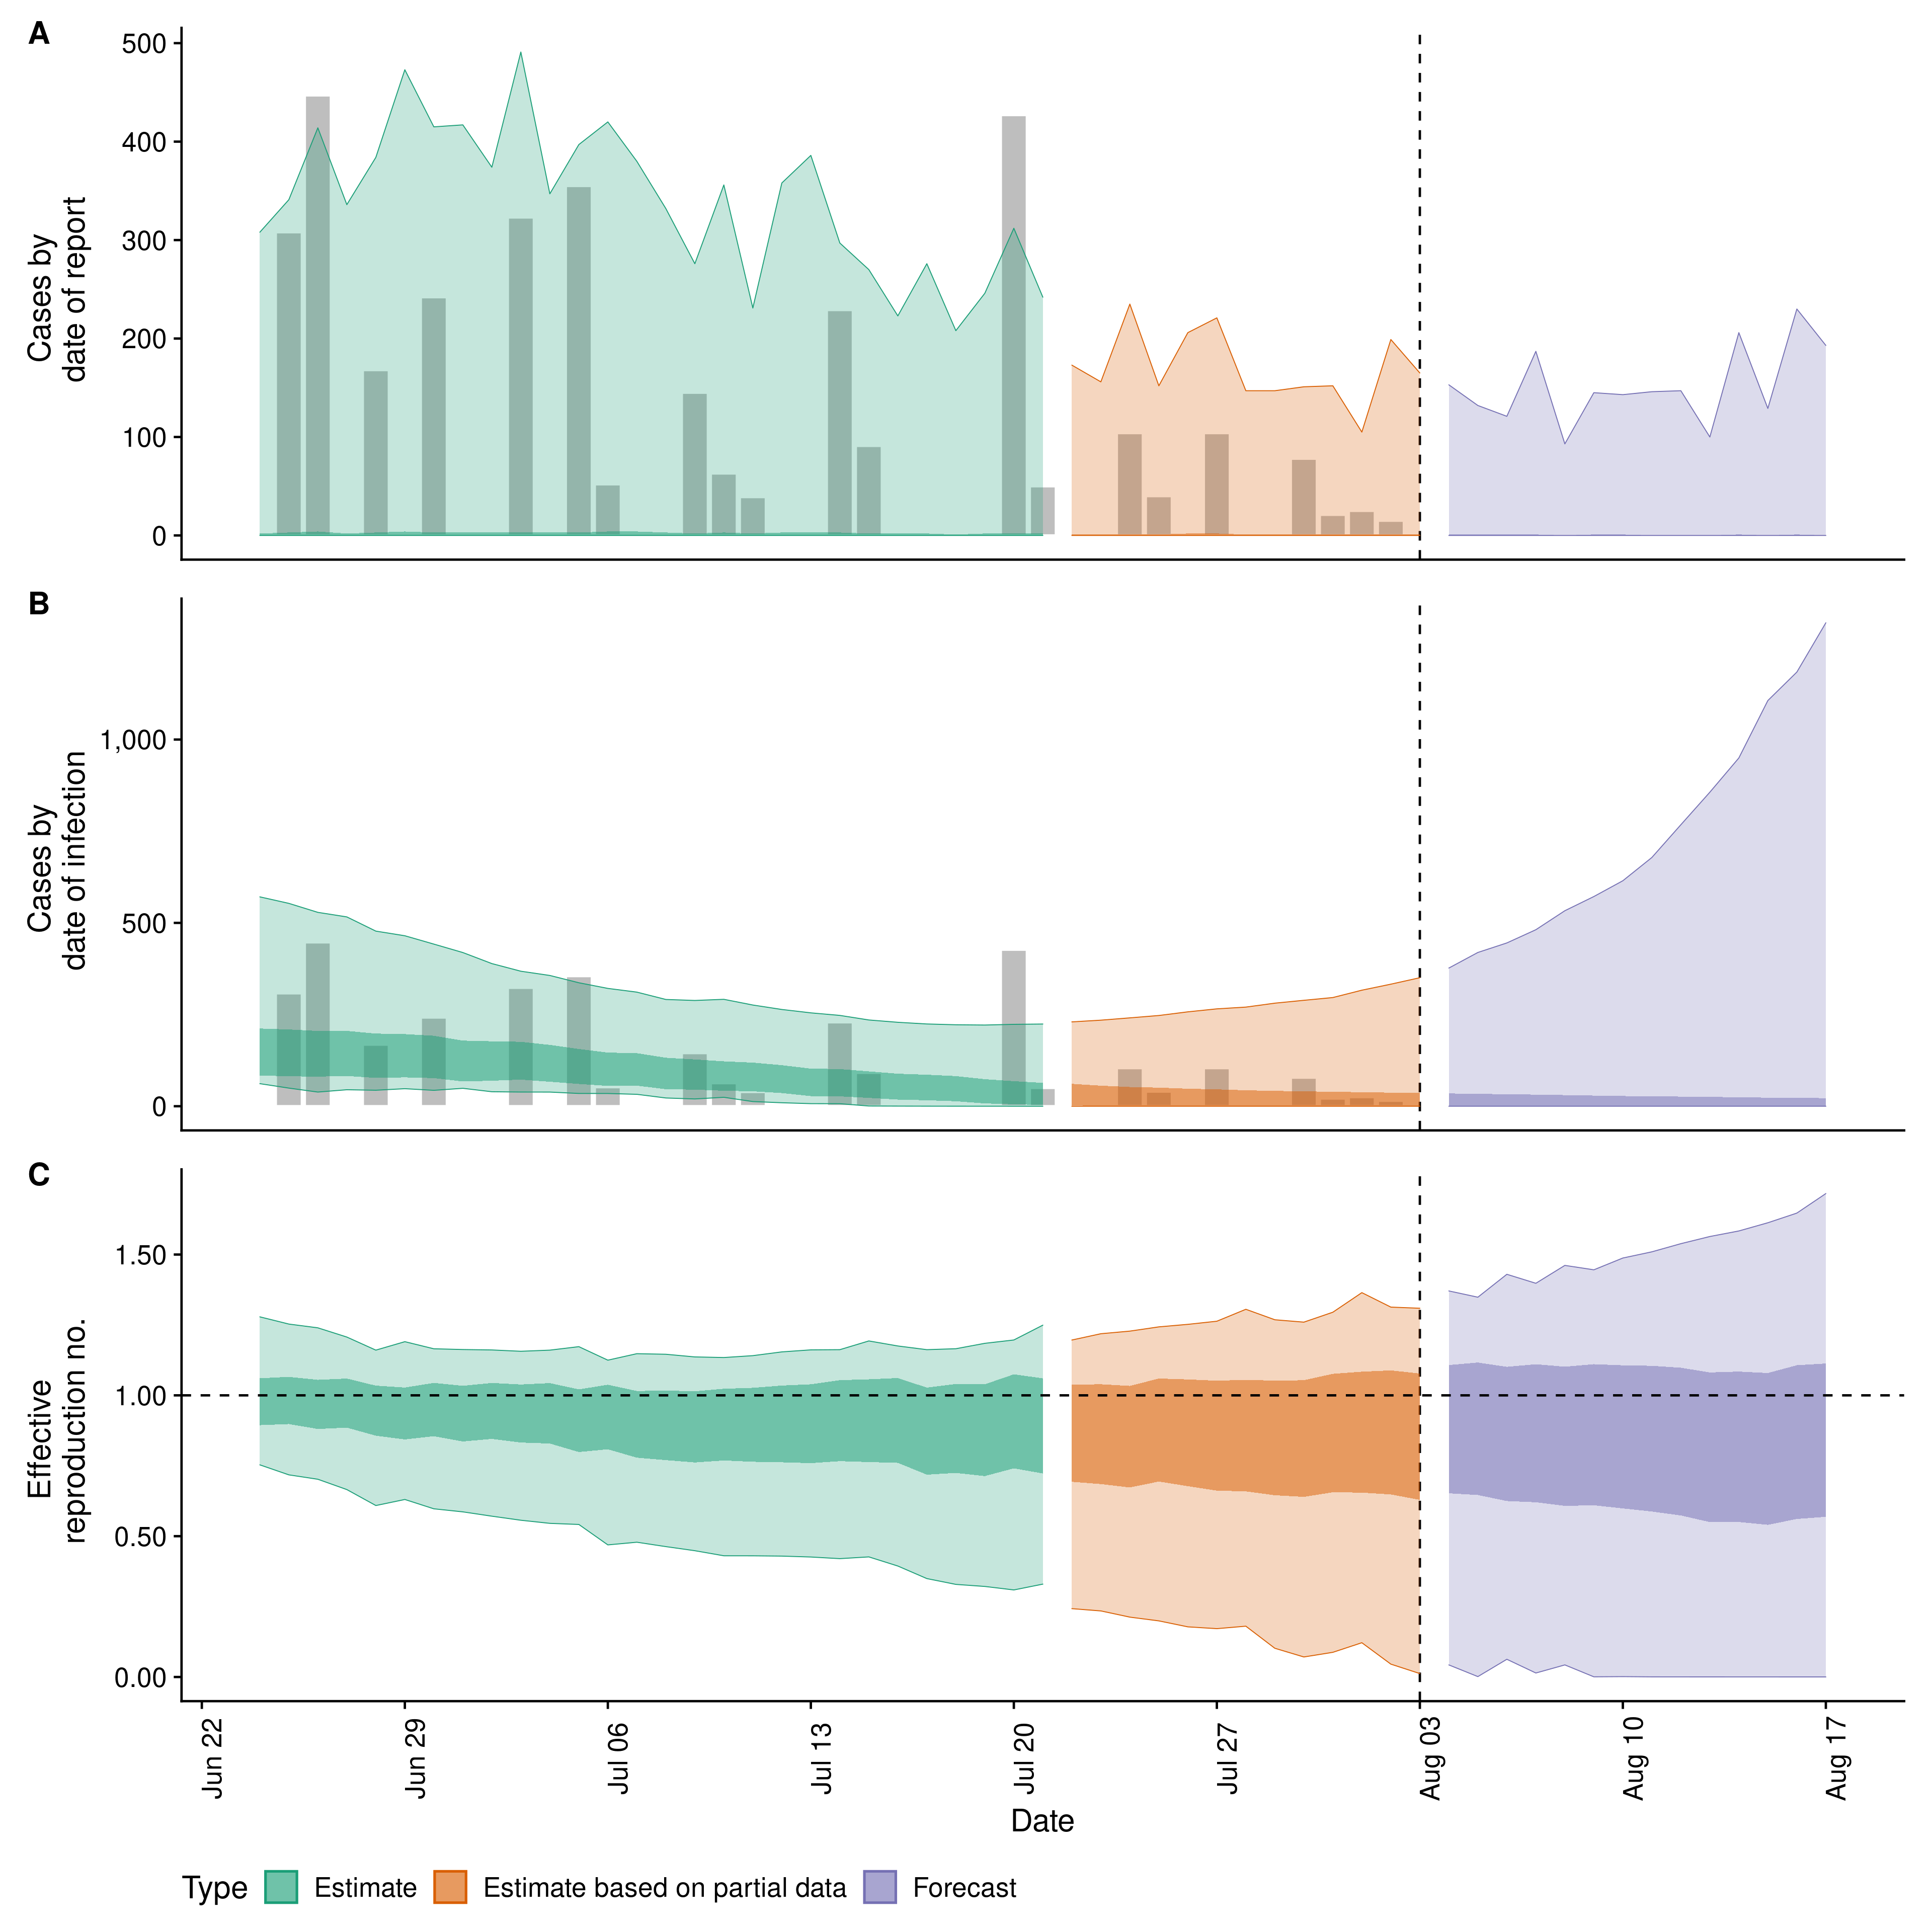 A
500
400
300
200
100
0
Cases by
date of report
B
1,000
500
0
Cases by
date of infection
C
1.50
1.00
0.50
0.00
Effective
reproduction no.
Jun 22
Jun 29
Jul 06
Jul 13
Jul 20
Jul 27
Aug 03
Aug 10
Aug 17
Date
Type Estimate Estimate based on partial data Forecast